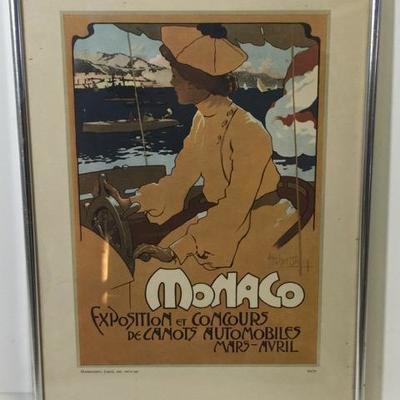 MONACO
EXPOSITION ET CONCOURS
DE CANOTS AUTOMOBILES
MARS-AVRIL